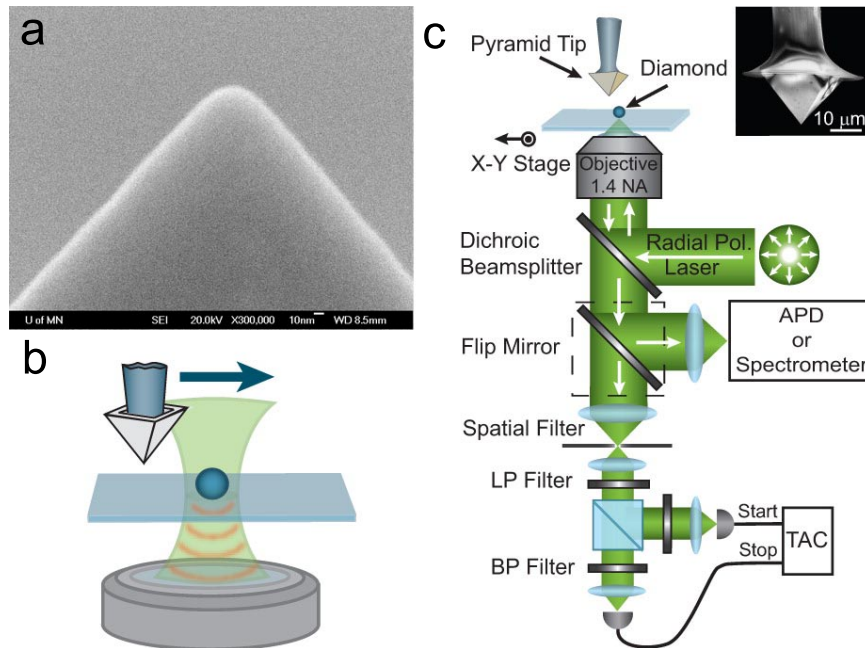 a
U of MN SEI 20.0kV X300,000 10nm WD 8.5mm
b
c
Pyramid Tip
Diamond
10 μm
X-Y Stage
Objective
1.4 NA
Dichroic
Beamsplitter
Radial Pol.
Laser
Flip Mirror
APD
or
Spectrometer
Spatial Filter
LP Filter
Start
Stop
TAC
BP Filter